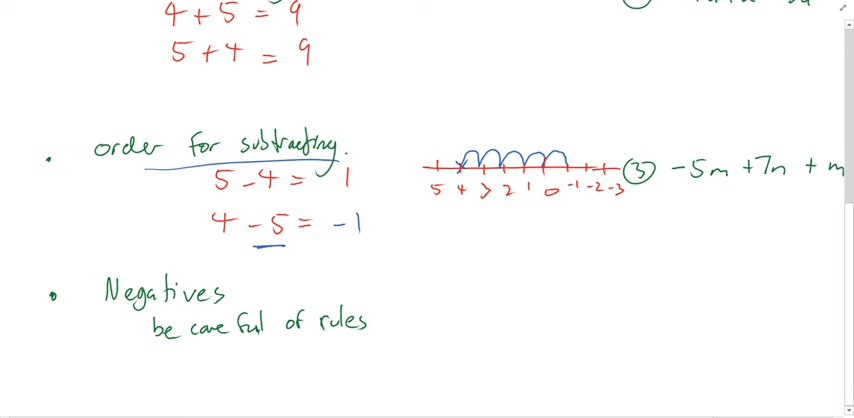 4 + 5 = 9
5 + 4 = 9
• order for subtracting.
5 - 4 = 1
4 - 5 = -1
5 4 3 2 1 0 -1 -2 -3
③ -5m + 7n + m
• Negatives
be careful of rules